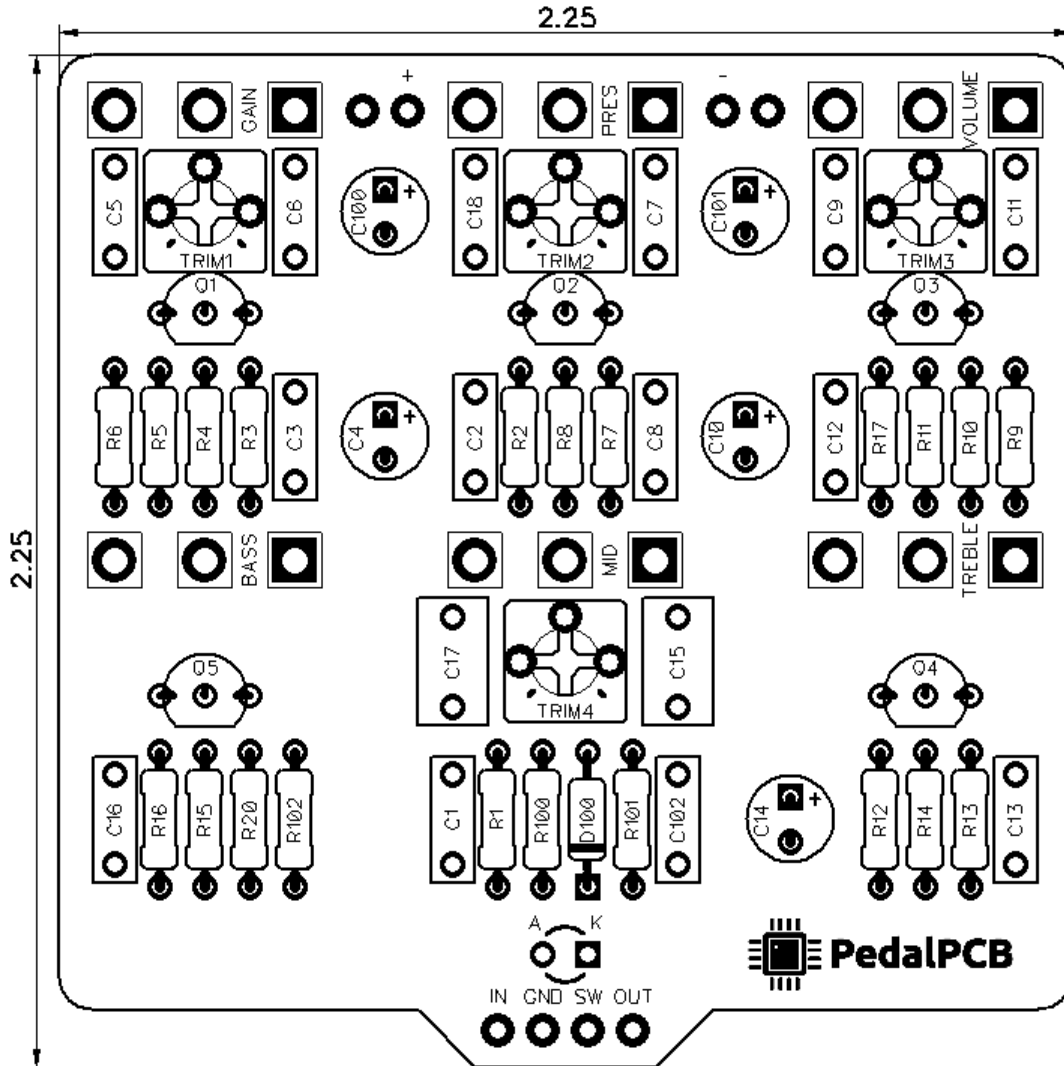 2.25
2.25
+ -
GAIN PRES VOLUME
C5 C6 C100 + C18 C7 C101 + C9 C11
TRIM1 TRIM2 TRIM3
Q1 Q2 Q3
R6 R5 R4 R3 C3 C4 + C2 R2 R8 R7 C8 C10 + C12 R17 R11 R10 R9
BASS MID TREBLE
C17 C15
Q5 TRIM4 Q4
C16 R16 R15 R20 R102 C1 R1 R100 D100 R101 C102 C14 + R12 R14 R13 C13
A K
PedalPCB
IN GND SW OUT